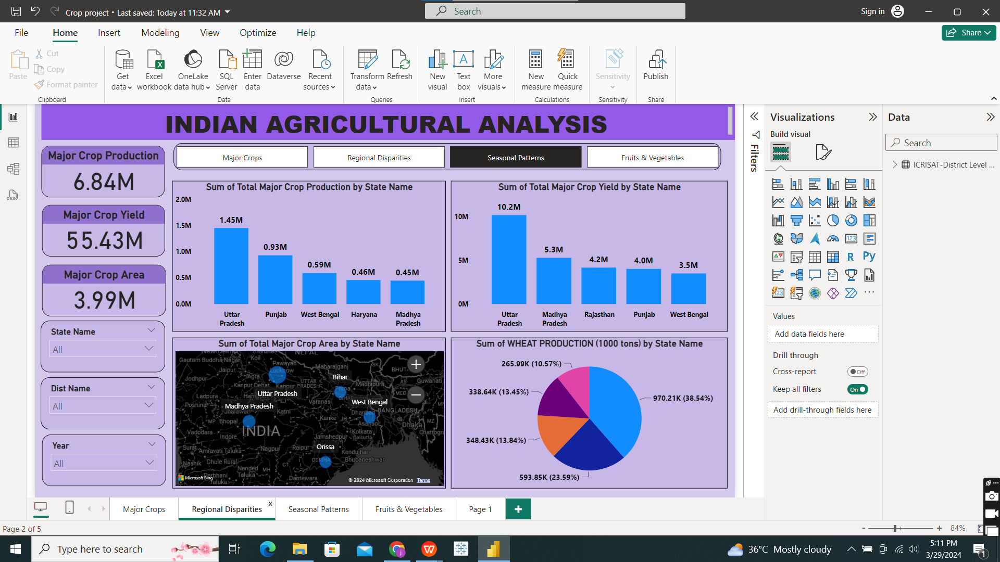 Crop project • Last saved: Today at 11:32 AM
Search
Sign in
File Home Insert Modeling View Optimize Help
Share
Paste
Cut
Copy
Format painter
Clipboard
Get data
Excel workbook
OneLake data hub
SQL Server
Enter data
Dataverse
Recent sources
Data
Transform data
Refresh
Queries
New visual
Text box
More visuals
Insert
New measure
Quick measure
Calculations
Sensitivity
Sensitivity
Publish
Share
INDIAN AGRICULTURAL ANALYSIS
Major Crops
Regional Disparities
Seasonal Patterns
Fruits & Vegetables
Major Crop Production
6.84M
Major Crop Yield
55.43M
Major Crop Area
3.99M
State Name
All
Dist Name
All
Year
All
Sum of Total Major Crop Production by State Name
2.0M
1.5M
1.0M
0.5M
0.0M
1.45M
0.93M
0.59M
0.46M
0.45M
Uttar Pradesh
Punjab
West Bengal
Haryana
Madhya Pradesh
Sum of Total Major Crop Yield by State Name
10M
5M
0M
10.2M
5.3M
4.2M
4.0M
3.5M
Uttar Pradesh
Madhya Pradesh
Rajasthan
Punjab
West Bengal
Sum of Total Major Crop Area by State Name
NEPAL
Gautam Buddha Nagar
Koil
Pawayan
Maharajganj
SK
BHUT
Jaipur
Lucknow
AS
Guwahati
Jodhpur
Agra
Bihar
UTTAR PRADESH
Kanpur Dehat
Kanpur
Patna
Madhipura
MEG
Ladpura
Uttar Pradesh
BIHAR
Poshina
Madhya Pradesh
Varanasi
West Bengal
Jhalawar
Katni
Dhanbad
BANGLADESH
TR
MZ
MP
Bhopal
Kanke
JH
Asansol
Dhaka
Chattogr
Vadodara
Indore
INDIA
Jamshedpur
Kolkata
Calcutta
Surat
Amravati Taluka
Nagpur
Raipur
Orissa
Kendujhar
Nashik
Dhule Rural
CT
ODISHA
Bhubaneshwar
Nanded
MH
Parbhani Taluka
Taluka
Dantewara
Microsoft Bing
© 2024 Microsoft Corporation Terms
Sum of WHEAT PRODUCTION (1000 tons) by State Name
265.99K (10.57%)
338.64K (13.45%)
970.21K (38.54%)
348.43K (13.84%)
593.85K (23.59%)
Filters
Visualizations
Build visual
123
R
Py
123
Values
Add data fields here
Drill through
Cross-report
Off
Keep all filters
On
Add drill-through fields here
Data
Search
ICRISAT-District Level ...
DAX
Major Crops
Regional Disparities x
Seasonal Patterns
Fruits & Vegetables
Page 1
+
Page 2 of 5
- + 84%
Type here to search
36°C Mostly cloudy
5:11 PM
3/29/2024
1